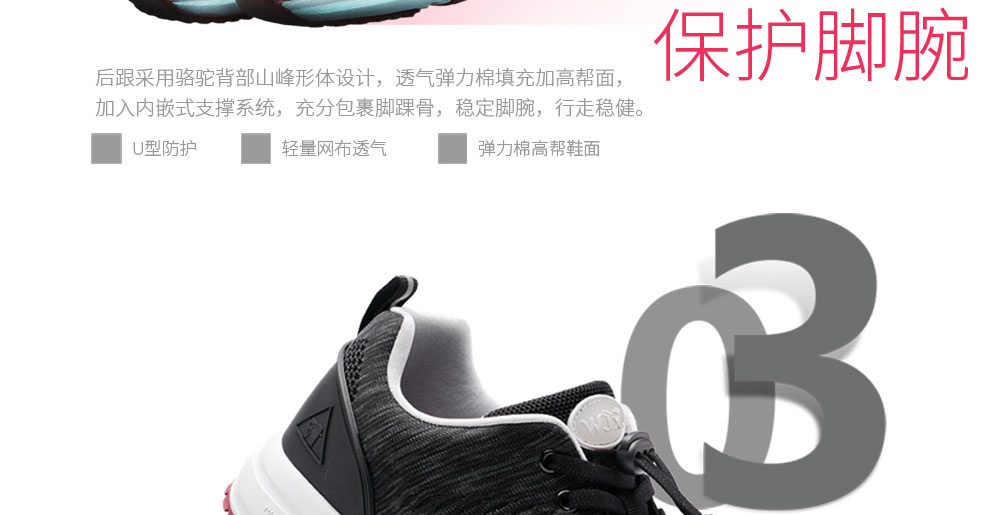 保护脚腕
后跟采用骆驼背部山峰形体设计，透气弹力棉填充加高帮面，
加入内嵌式支撑系统，充分包裹脚踝骨，稳定脚腕，行走稳健。
U型防护 轻量网布透气 弹力棉高帮鞋面
03